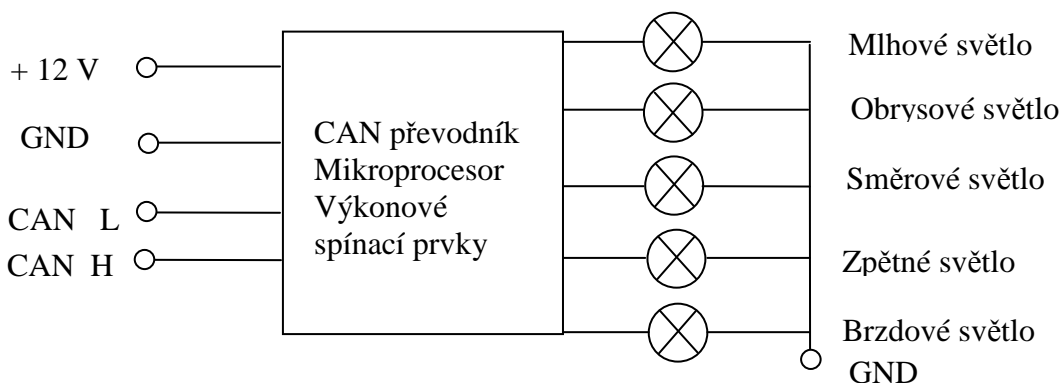 + 12 V
GND
CAN L
CAN H
CAN převodník
Mikroprocesor
Výkonové
spínací prvky
Mlhové světlo
Obrysové světlo
Směrové světlo
Zpětné světlo
Brzdové světlo
GND